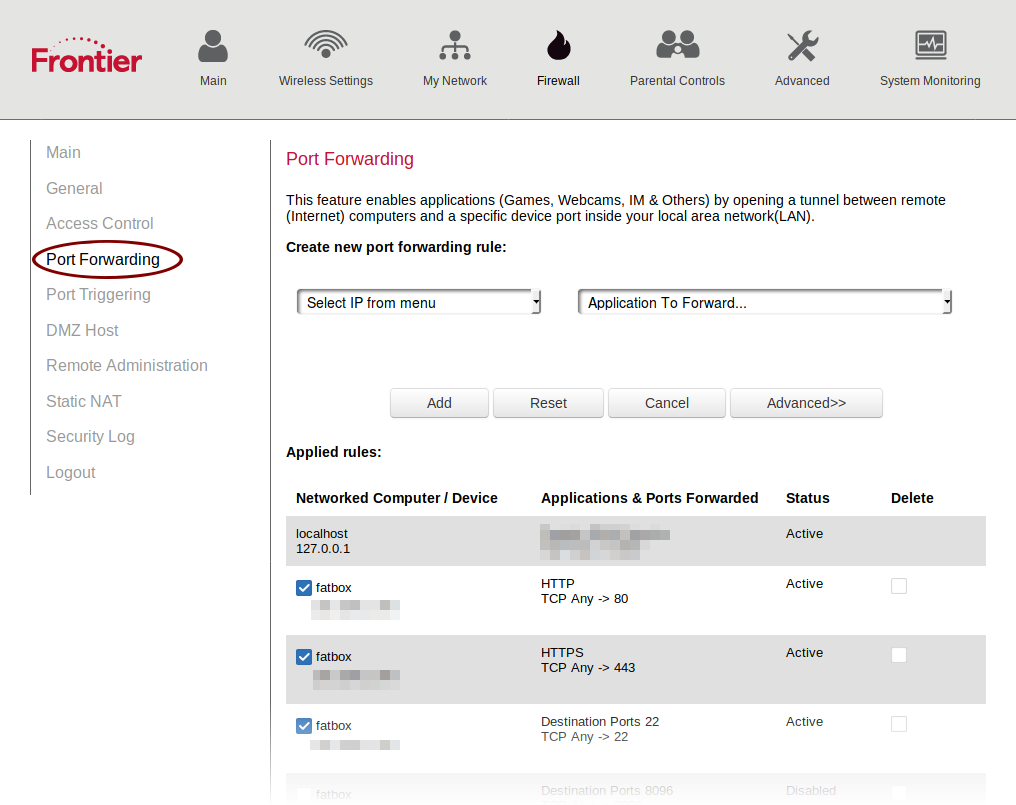 Frontier
Main
Wireless Settings
My Network
Firewall
Parental Controls
Advanced
System Monitoring
Main
General
Access Control
Port Forwarding
Port Triggering
DMZ Host
Remote Administration
Static NAT
Security Log
Logout
Port Forwarding
This feature enables applications (Games, Webcams, IM & Others) by opening a tunnel between remote
(Internet) computers and a specific device port inside your local area network(LAN).
Create new port forwarding rule:
Select IP from menu
Application To Forward...
Add
Reset
Cancel
Advanced>>
Applied rules:
Networked Computer / Device
Applications & Ports Forwarded
Status
Delete
localhost
127.0.0.1
Active
fatbox
HTTP
TCP Any -> 80
Active
fatbox
HTTPS
TCP Any -> 443
Active
fatbox
Destination Ports 22
TCP Any -> 22
Active
fatbox
Destination Ports 8096
Disabled